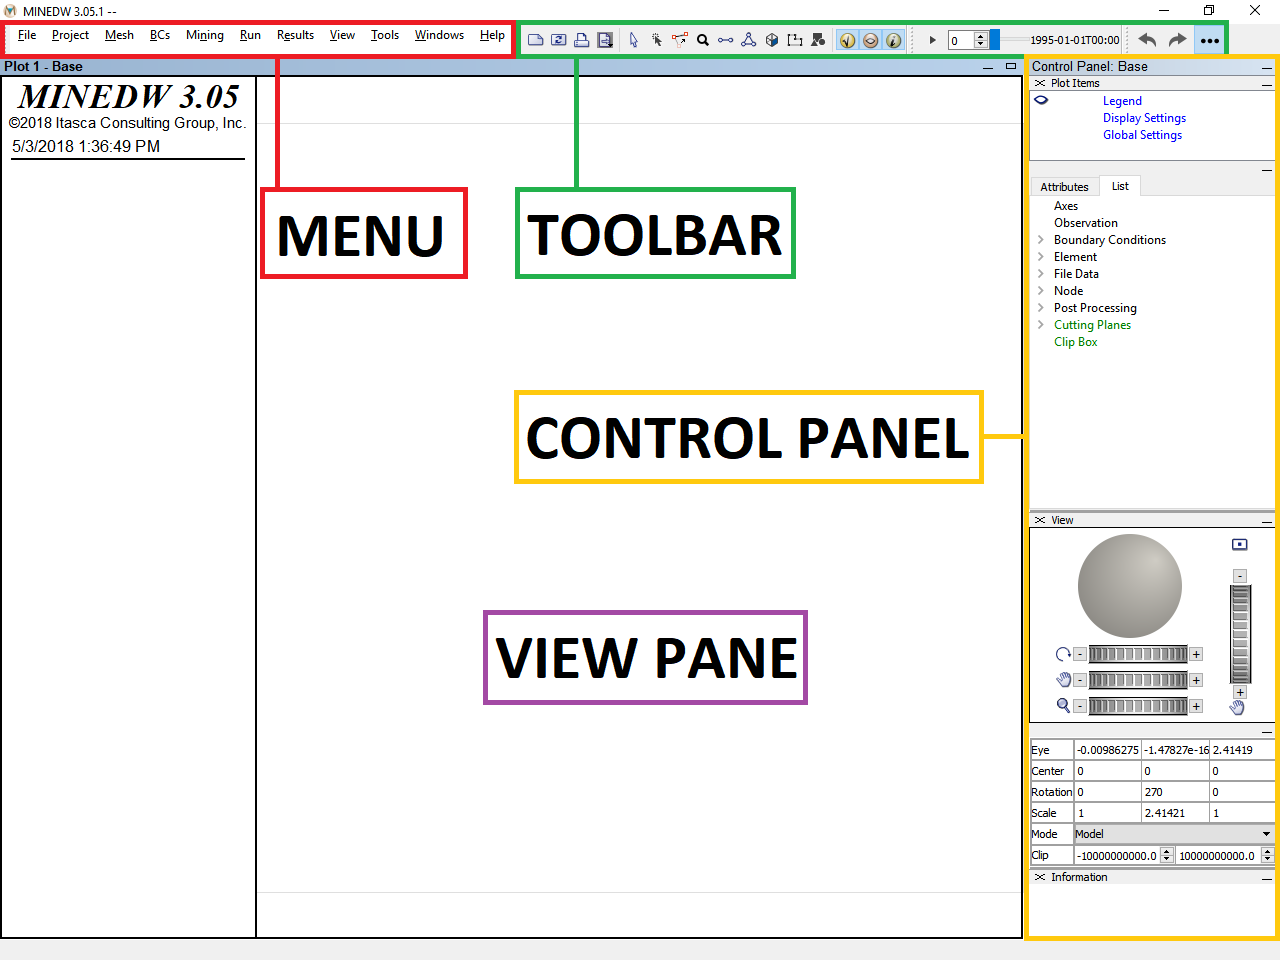 MINEDW 3.05.1 --
File Project Mesh BCs Mining Run Results View Tools Windows Help
0 1995-01-01T00:00
Plot 1 - Base
MINEDW 3.05
©2018 Itasca Consulting Group, Inc.
5/3/2018 1:36:49 PM
MENU
TOOLBAR
CONTROL PANEL
VIEW PANE
Control Panel: Base
Plot Items
Legend
Display Settings
Global Settings
Attributes List
Axes
Observation
Boundary Conditions
Element
File Data
Node
Post Processing
Cutting Planes
Clip Box
View
- 
- +
- +
- +
+
Eye -0.00986275 -1.47827e-16 2.41419
Center 0 0 0
Rotation 0 270 0
Scale 1 2.41421 1
Mode Model
Clip -10000000000.0 10000000000.0
Information